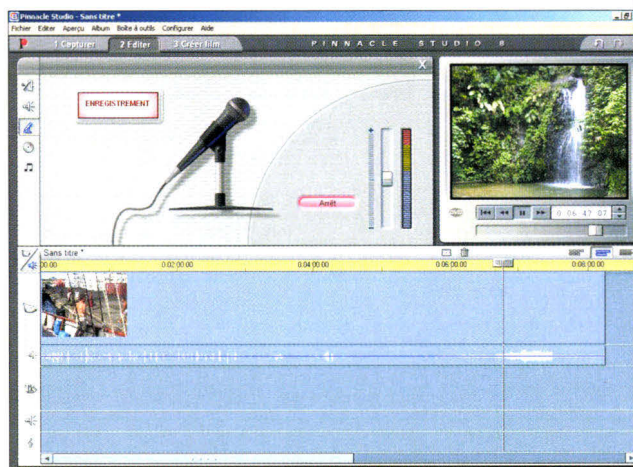 Pinnacle Studio - Sans titre *
Fichier Editer Aperçu Album Boîte à outils Configurer Aide
1 Capturer 2 Editer 3 Créer film PINNACLE STUDIO 8
X
ENREGISTREMENT
Arrêt
0:06:47.07
Sans titre *
00.00 0:02:00.00 0:04:00.00 0:06:00.00 0:08:00.00